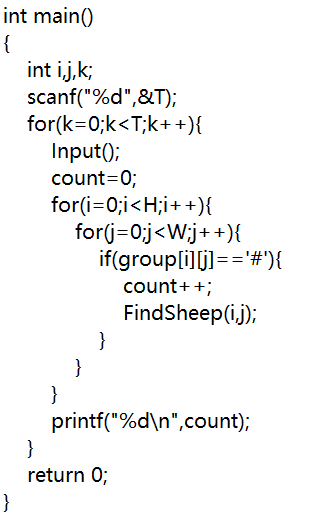 int main()
{
    int i,j,k;
    scanf("%d",&T);
    for(k=0;k<T;k++){
        Input();
        count=0;
        for(i=0;i<H;i++){
            for(j=0;j<W;j++){
                if(group[i][j]=='#'){
                    count++;
                    FindSheep(i,j);
                }
            }
        }
        printf("%d\n",count);
    }
    return 0;
}